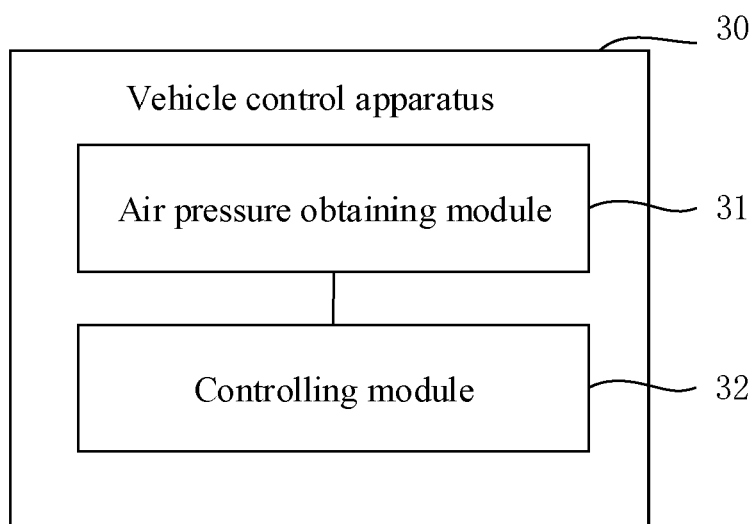 30
Vehicle control apparatus
Air pressure obtaining module
31
Controlling module
32